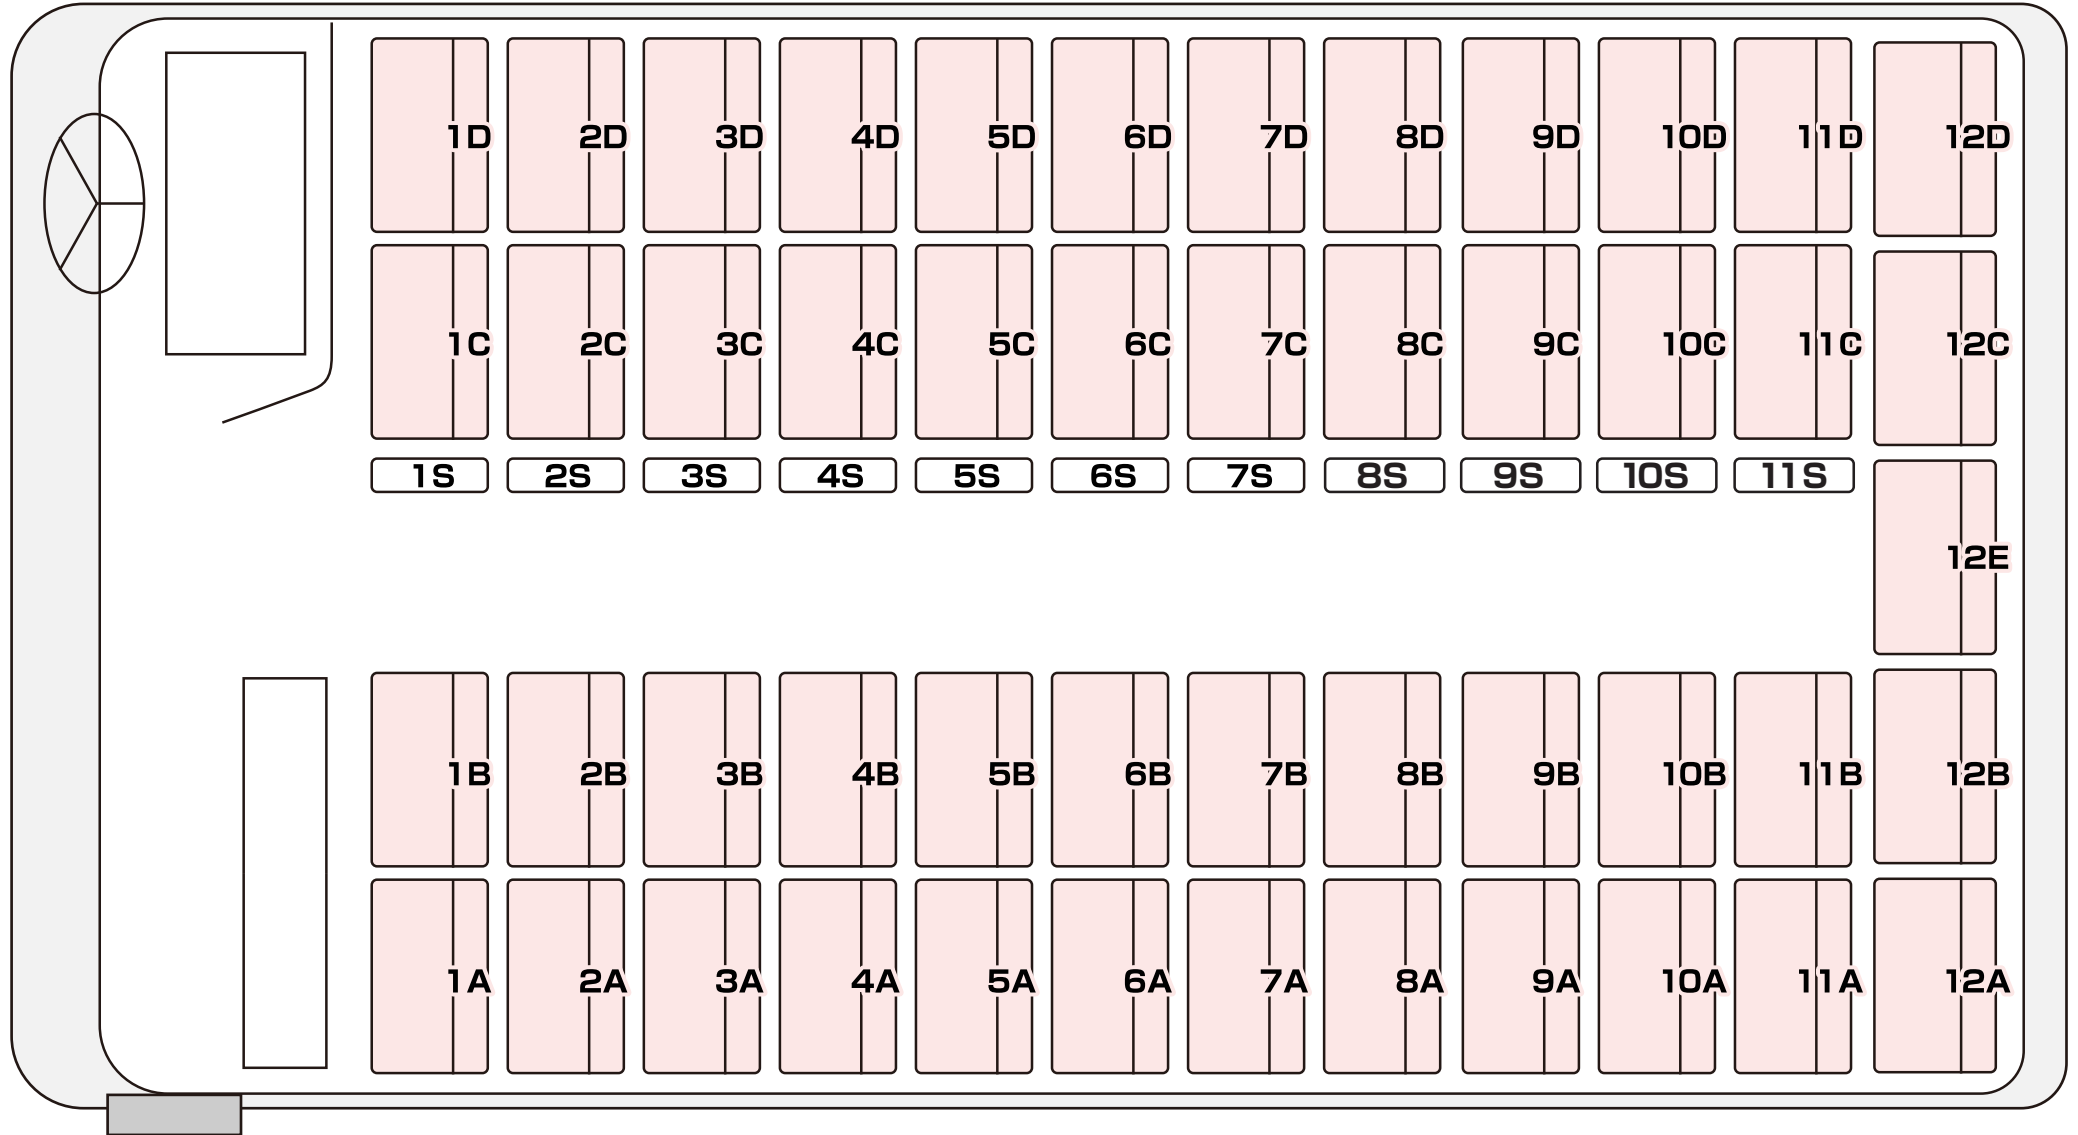 1D 2D 3D 4D 5D 6D 7D 8D 9D 10D 11D 12D
1C 2C 3C 4C 5C 6C 7C 8C 9C 10C 11C 12C
1S 2S 3S 4S 5S 6S 7S 8S 9S 10S 11S
12E
1B 2B 3B 4B 5B 6B 7B 8B 9B 10B 11B 12B
1A 2A 3A 4A 5A 6A 7A 8A 9A 10A 11A 12A